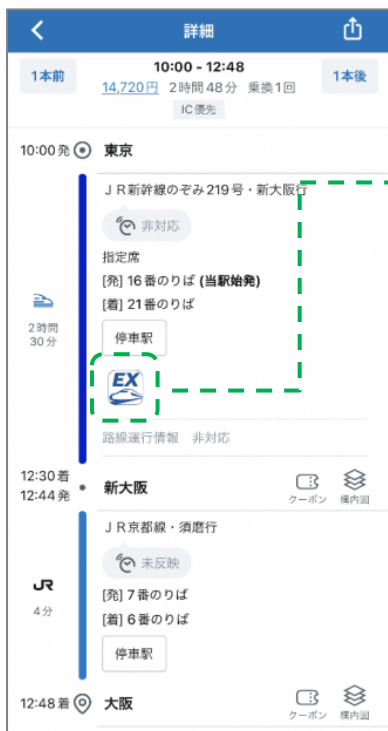 詳細
1本前
10:00 - 12:48
14,720円 2時間48分 乗換1回
IC優先
1本後
10:00発 東京
JR新幹線のぞみ219号・新大阪行
非対応
指定席
[発] 16番のりば (当駅始発)
[着] 21番のりば
2時間
30分
停車駅
EX
路線運行情報 非対応
12:30着
12:44発
新大阪
クーポン 構内図
JR京都線・須磨行
未反映
JR
4分
[発] 7番のりば
[着] 6番のりば
停車駅
12:48着 大阪
クーポン 構内図